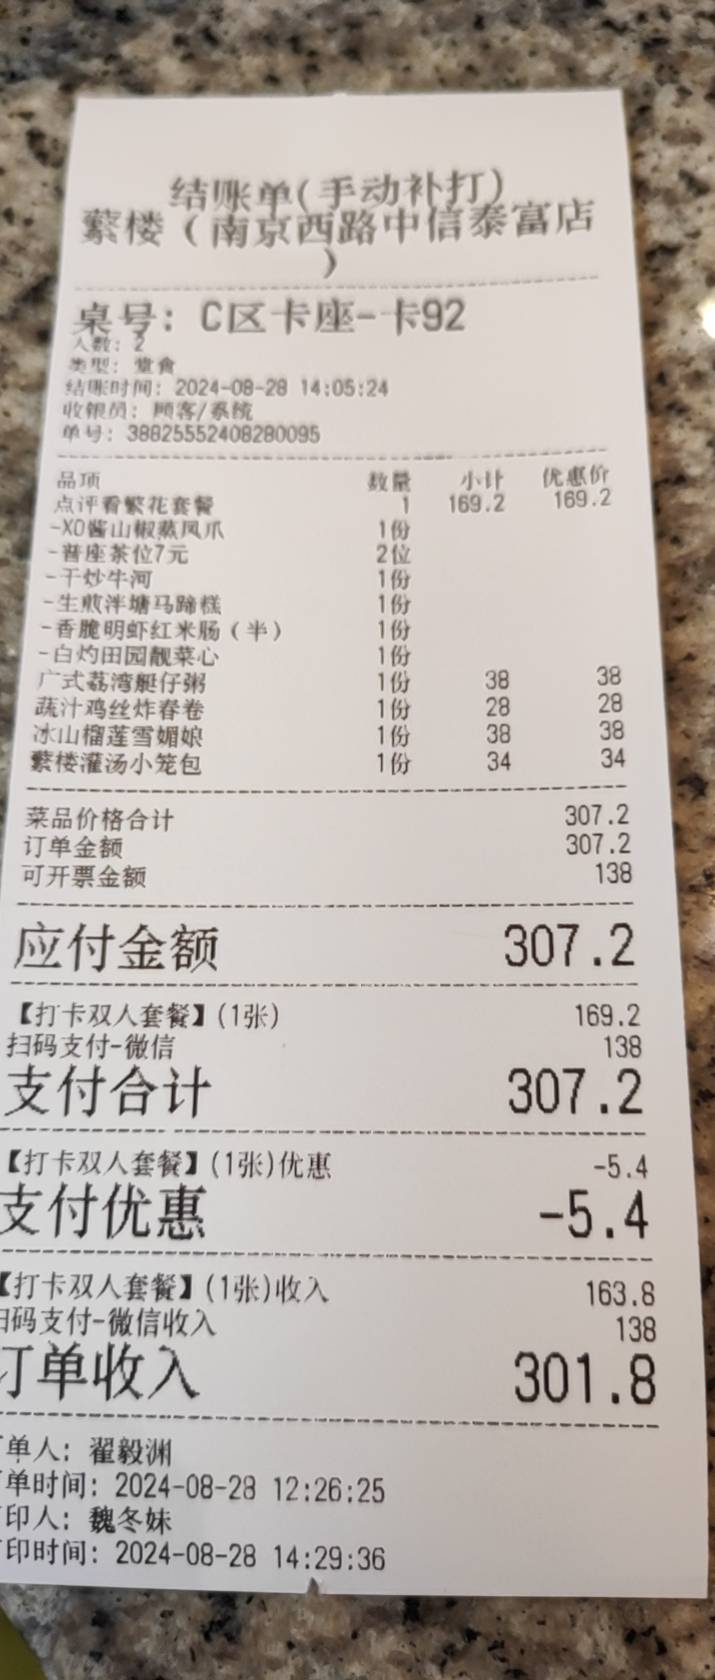 结账单(手动补打)
蘩楼（南京西路中信泰富店
）
桌号: C区卡座-卡92
人数: 2
类型: 堂食
结账时间: 2024-08-28 14:05:24
收银员: 顾客/系统
单号: 38825552408280095
品项 数量 小计 优惠价
点评看繁花套餐 1 169.2 169.2
-XO酱山椒蒸凤爪 1份
-普座茶位7元 2位
-干炒牛河 1份
-生煎泮塘马蹄糕 1份
-香脆明虾红米肠（半） 1份
-白灼田园靓菜心 1份
广式荔湾艇仔粥 1份 38 38
蔬汁鸡丝炸春卷 1份 28 28
冰山榴莲雪媚娘 1份 38 38
蘩楼灌汤小笼包 1份 34 34
菜品价格合计 307.2
订单金额 307.2
可开票金额 138
应付金额 307.2
【打卡双人套餐】(1张) 169.2
扫码支付-微信 138
支付合计 307.2
【打卡双人套餐】(1张)优惠 -5.4
支付优惠 -5.4
【打卡双人套餐】(1张)收入 163.8
扫码支付-微信收入 138
订单收入 301.8
单人: 翟毅渊
单时间: 2024-08-28 12:26:25
印人: 魏冬妹
印时间: 2024-08-28 14:29:36